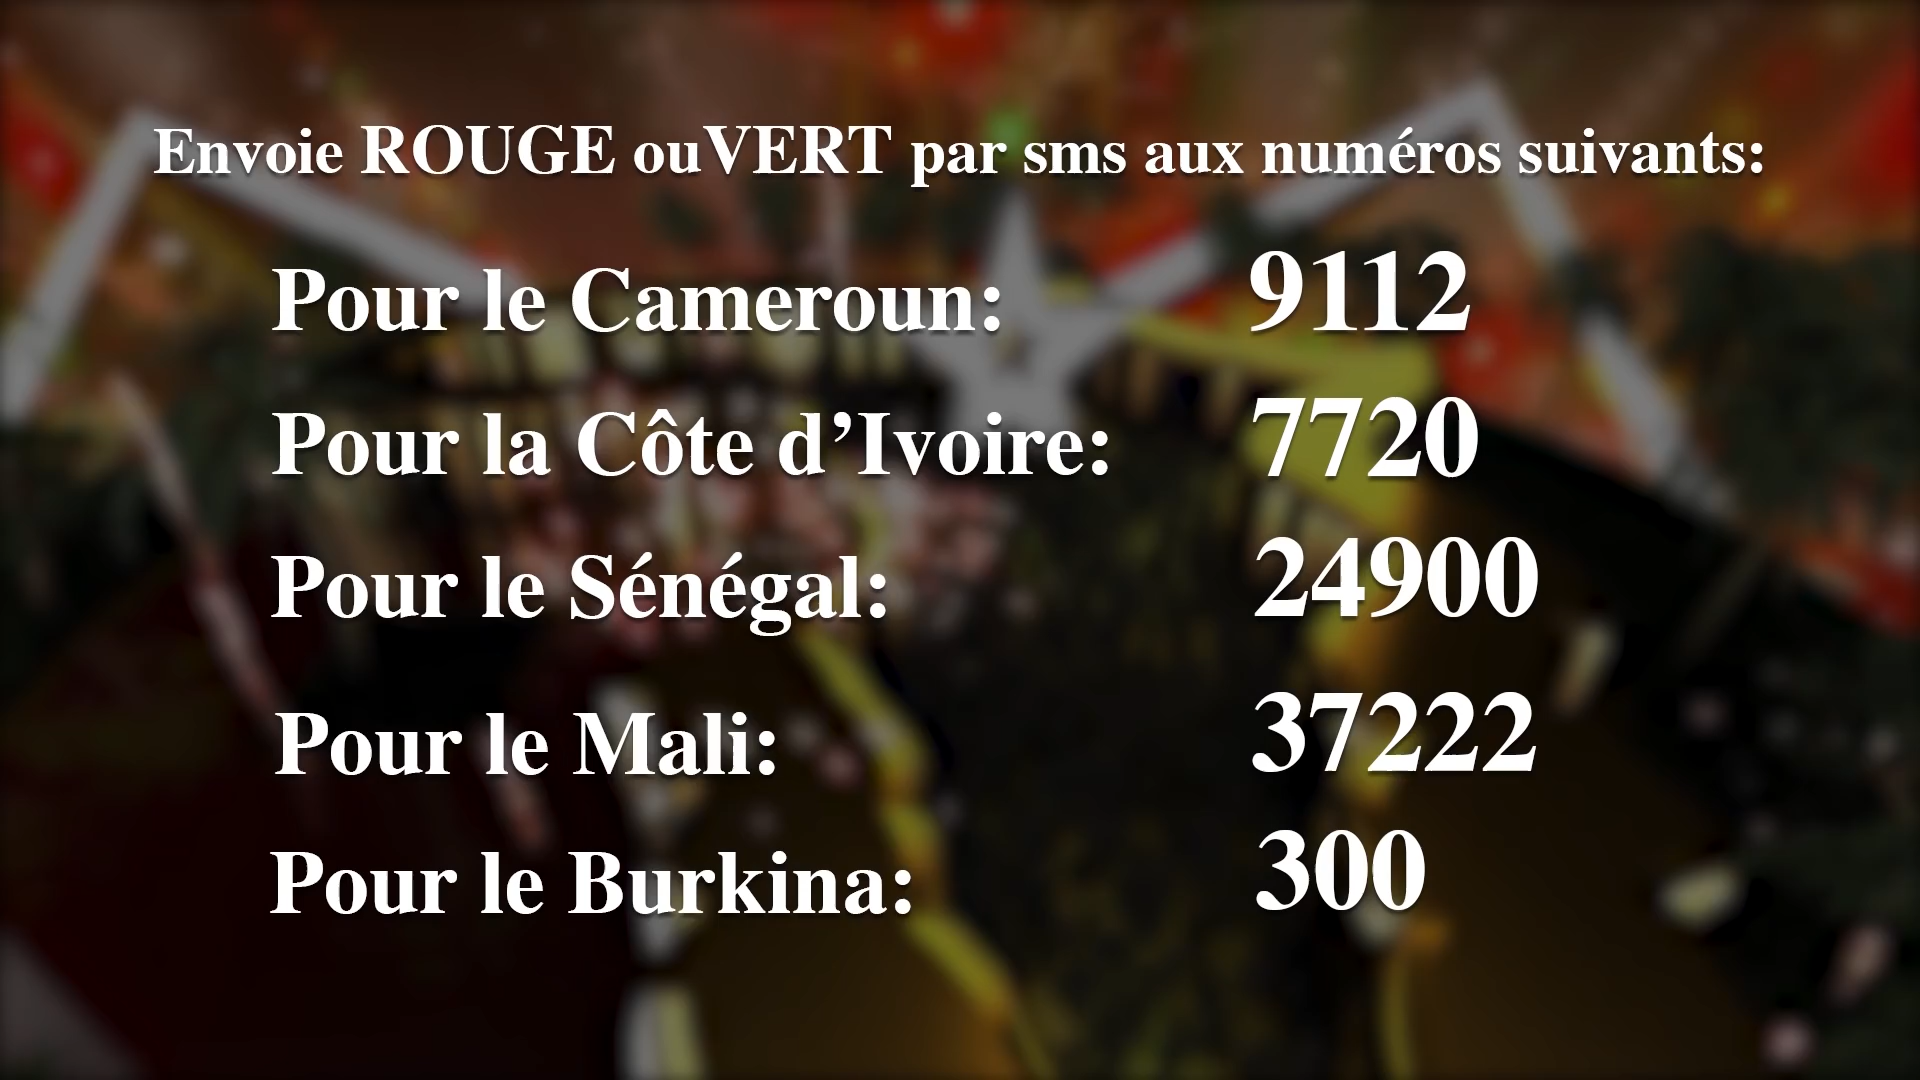 Envoie ROUGE ouVERT par sms aux numéros suivants:
Pour le Cameroun: 9112
Pour la Côte d’Ivoire: 7720
Pour le Sénégal: 24900
Pour le Mali: 37222
Pour le Burkina: 300